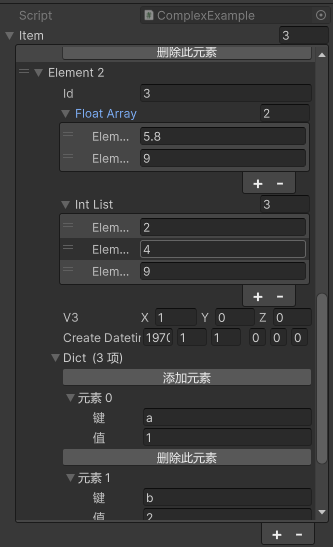 Script ComplexExample
Item 3
删除此元素
Element 2
Id 3
Float Array 2
Elem... 5.8
Elem... 9
+ -
Int List 3
Elem... 2
Elem... 4
Elem... 9
+ -
V3 X 1 Y 0 Z 0
Create Datetin 1970 1 1 0 0 0
Dict (3 项)
添加元素
元素 0
键 a
值 1
删除此元素
元素 1
键 b
值 2
+ -